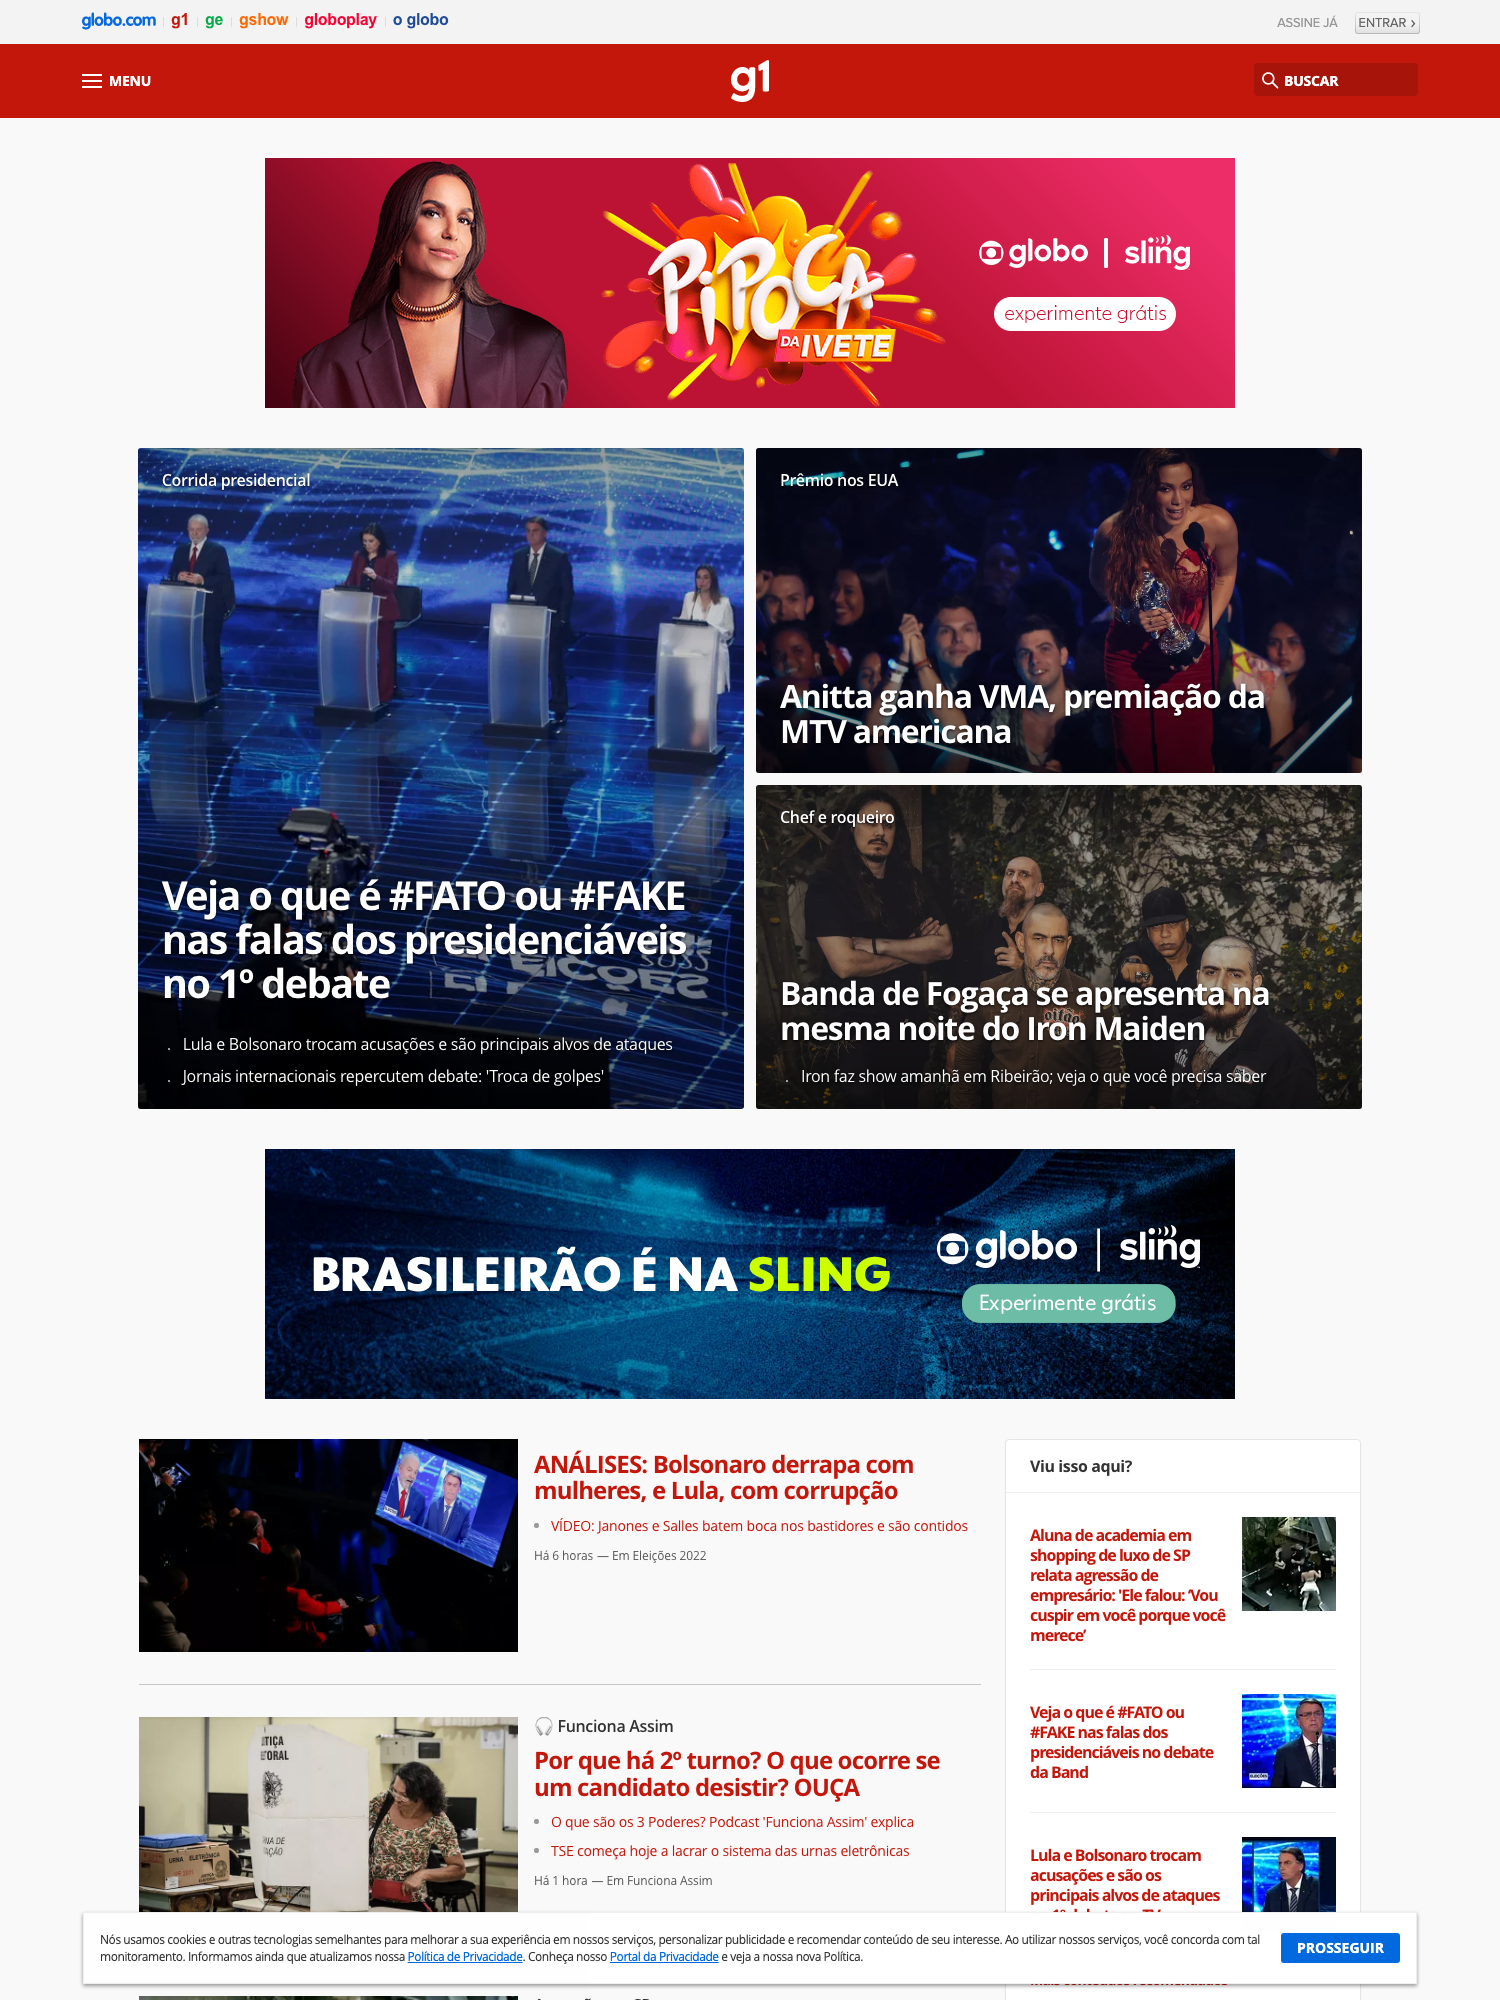 globo.com g1 ge gshow globoplay o globo
ASSINE JÁ ENTRAR ›
MENU
g1
BUSCAR
PIPOCA
DA IVETE
globo | sling
experimente grátis
Corrida presidencial
Veja o que é #FATO ou #FAKE
nas falas dos presidenciáveis
no 1º debate
. Lula e Bolsonaro trocam acusações e são principais alvos de ataques
. Jornais internacionais repercutem debate: 'Troca de golpes'
Prêmio nos EUA
Anitta ganha VMA, premiação da
MTV americana
Chef e roqueiro
Banda de Fogaça se apresenta na
mesma noite do Iron Maiden
. Iron faz show amanhã em Ribeirão; veja o que você precisa saber
BRASILEIRÃO É NA SLING
globo | sling
Experimente grátis
ANÁLISES: Bolsonaro derrapa com
mulheres, e Lula, com corrupção
• VÍDEO: Janones e Salles batem boca nos bastidores e são contidos
Há 6 horas — Em Eleições 2022
Funciona Assim
Por que há 2º turno? O que ocorre se
um candidato desistir? OUÇA
• O que são os 3 Poderes? Podcast 'Funciona Assim' explica
• TSE começa hoje a lacrar o sistema das urnas eletrônicas
Há 1 hora — Em Funciona Assim
Viu isso aqui?
Aluna de academia em
shopping de luxo de SP
relata agressão de
empresário: 'Ele falou: ‘Vou
cuspir em você porque você
merece’
Veja o que é #FATO ou
#FAKE nas falas dos
presidenciáveis no debate
da Band
Lula e Bolsonaro trocam
acusações e são os
principais alvos de ataques
Nós usamos cookies e outras tecnologias semelhantes para melhorar a sua experiência em nossos serviços, personalizar publicidade e recomendar conteúdo de seu interesse. Ao utilizar nossos serviços, você concorda com tal
monitoramento. Informamos ainda que atualizamos nossa Política de Privacidade. Conheça nosso Portal da Privacidade e veja a nossa nova Política.
PROSSEGUIR